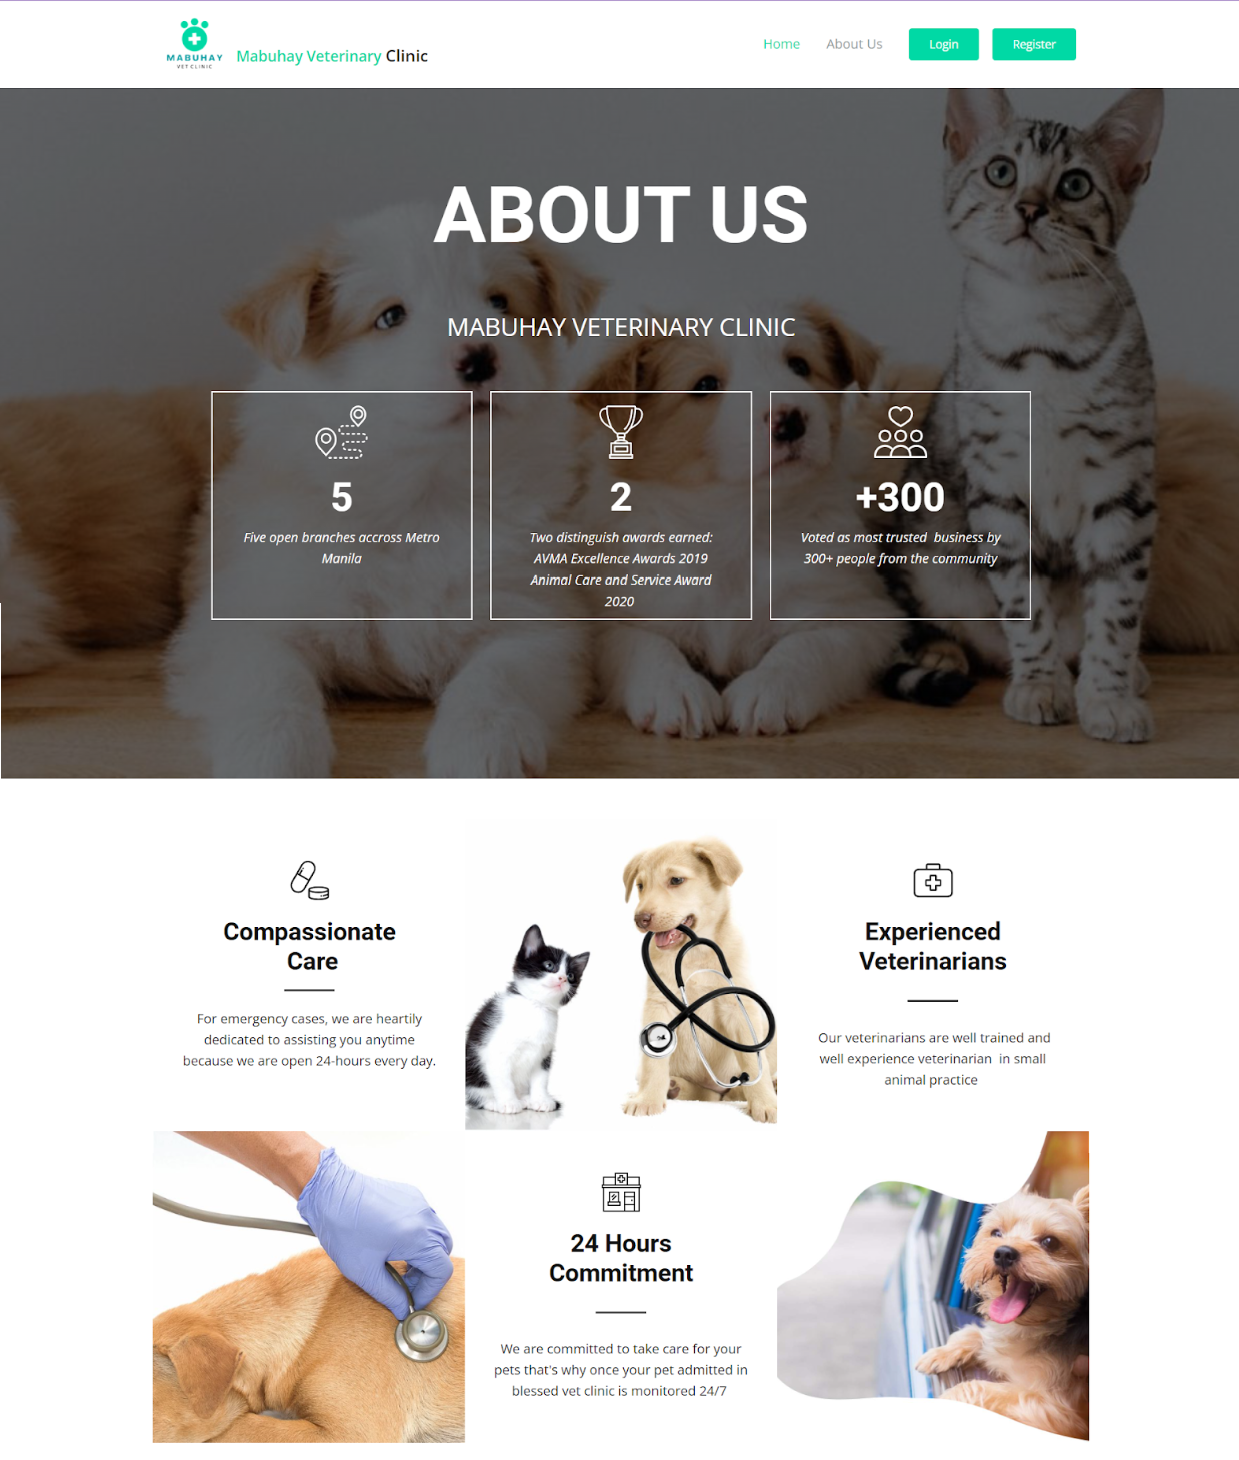 MABUHAY
VET CLINIC
Mabuhay Veterinary Clinic
Home
About Us
Login
Register
ABOUT US
MABUHAY VETERINARY CLINIC
5
Five open branches accross Metro
Manila
2
Two distinguish awards earned:
AVMA Excellence Awards 2019
Animal Care and Service Award
2020
+300
Voted as most trusted  business by
300+ people from the community
Compassionate
Care
For emergency cases, we are heartily
dedicated to assisting you anytime
because we are open 24-hours every day.
Experienced
Veterinarians
Our veterinarians are well trained and
well experience veterinarian  in small
animal practice
24 Hours
Commitment
We are committed to take care for your
pets that's why once your pet admitted in
blessed vet clinic is monitored 24/7